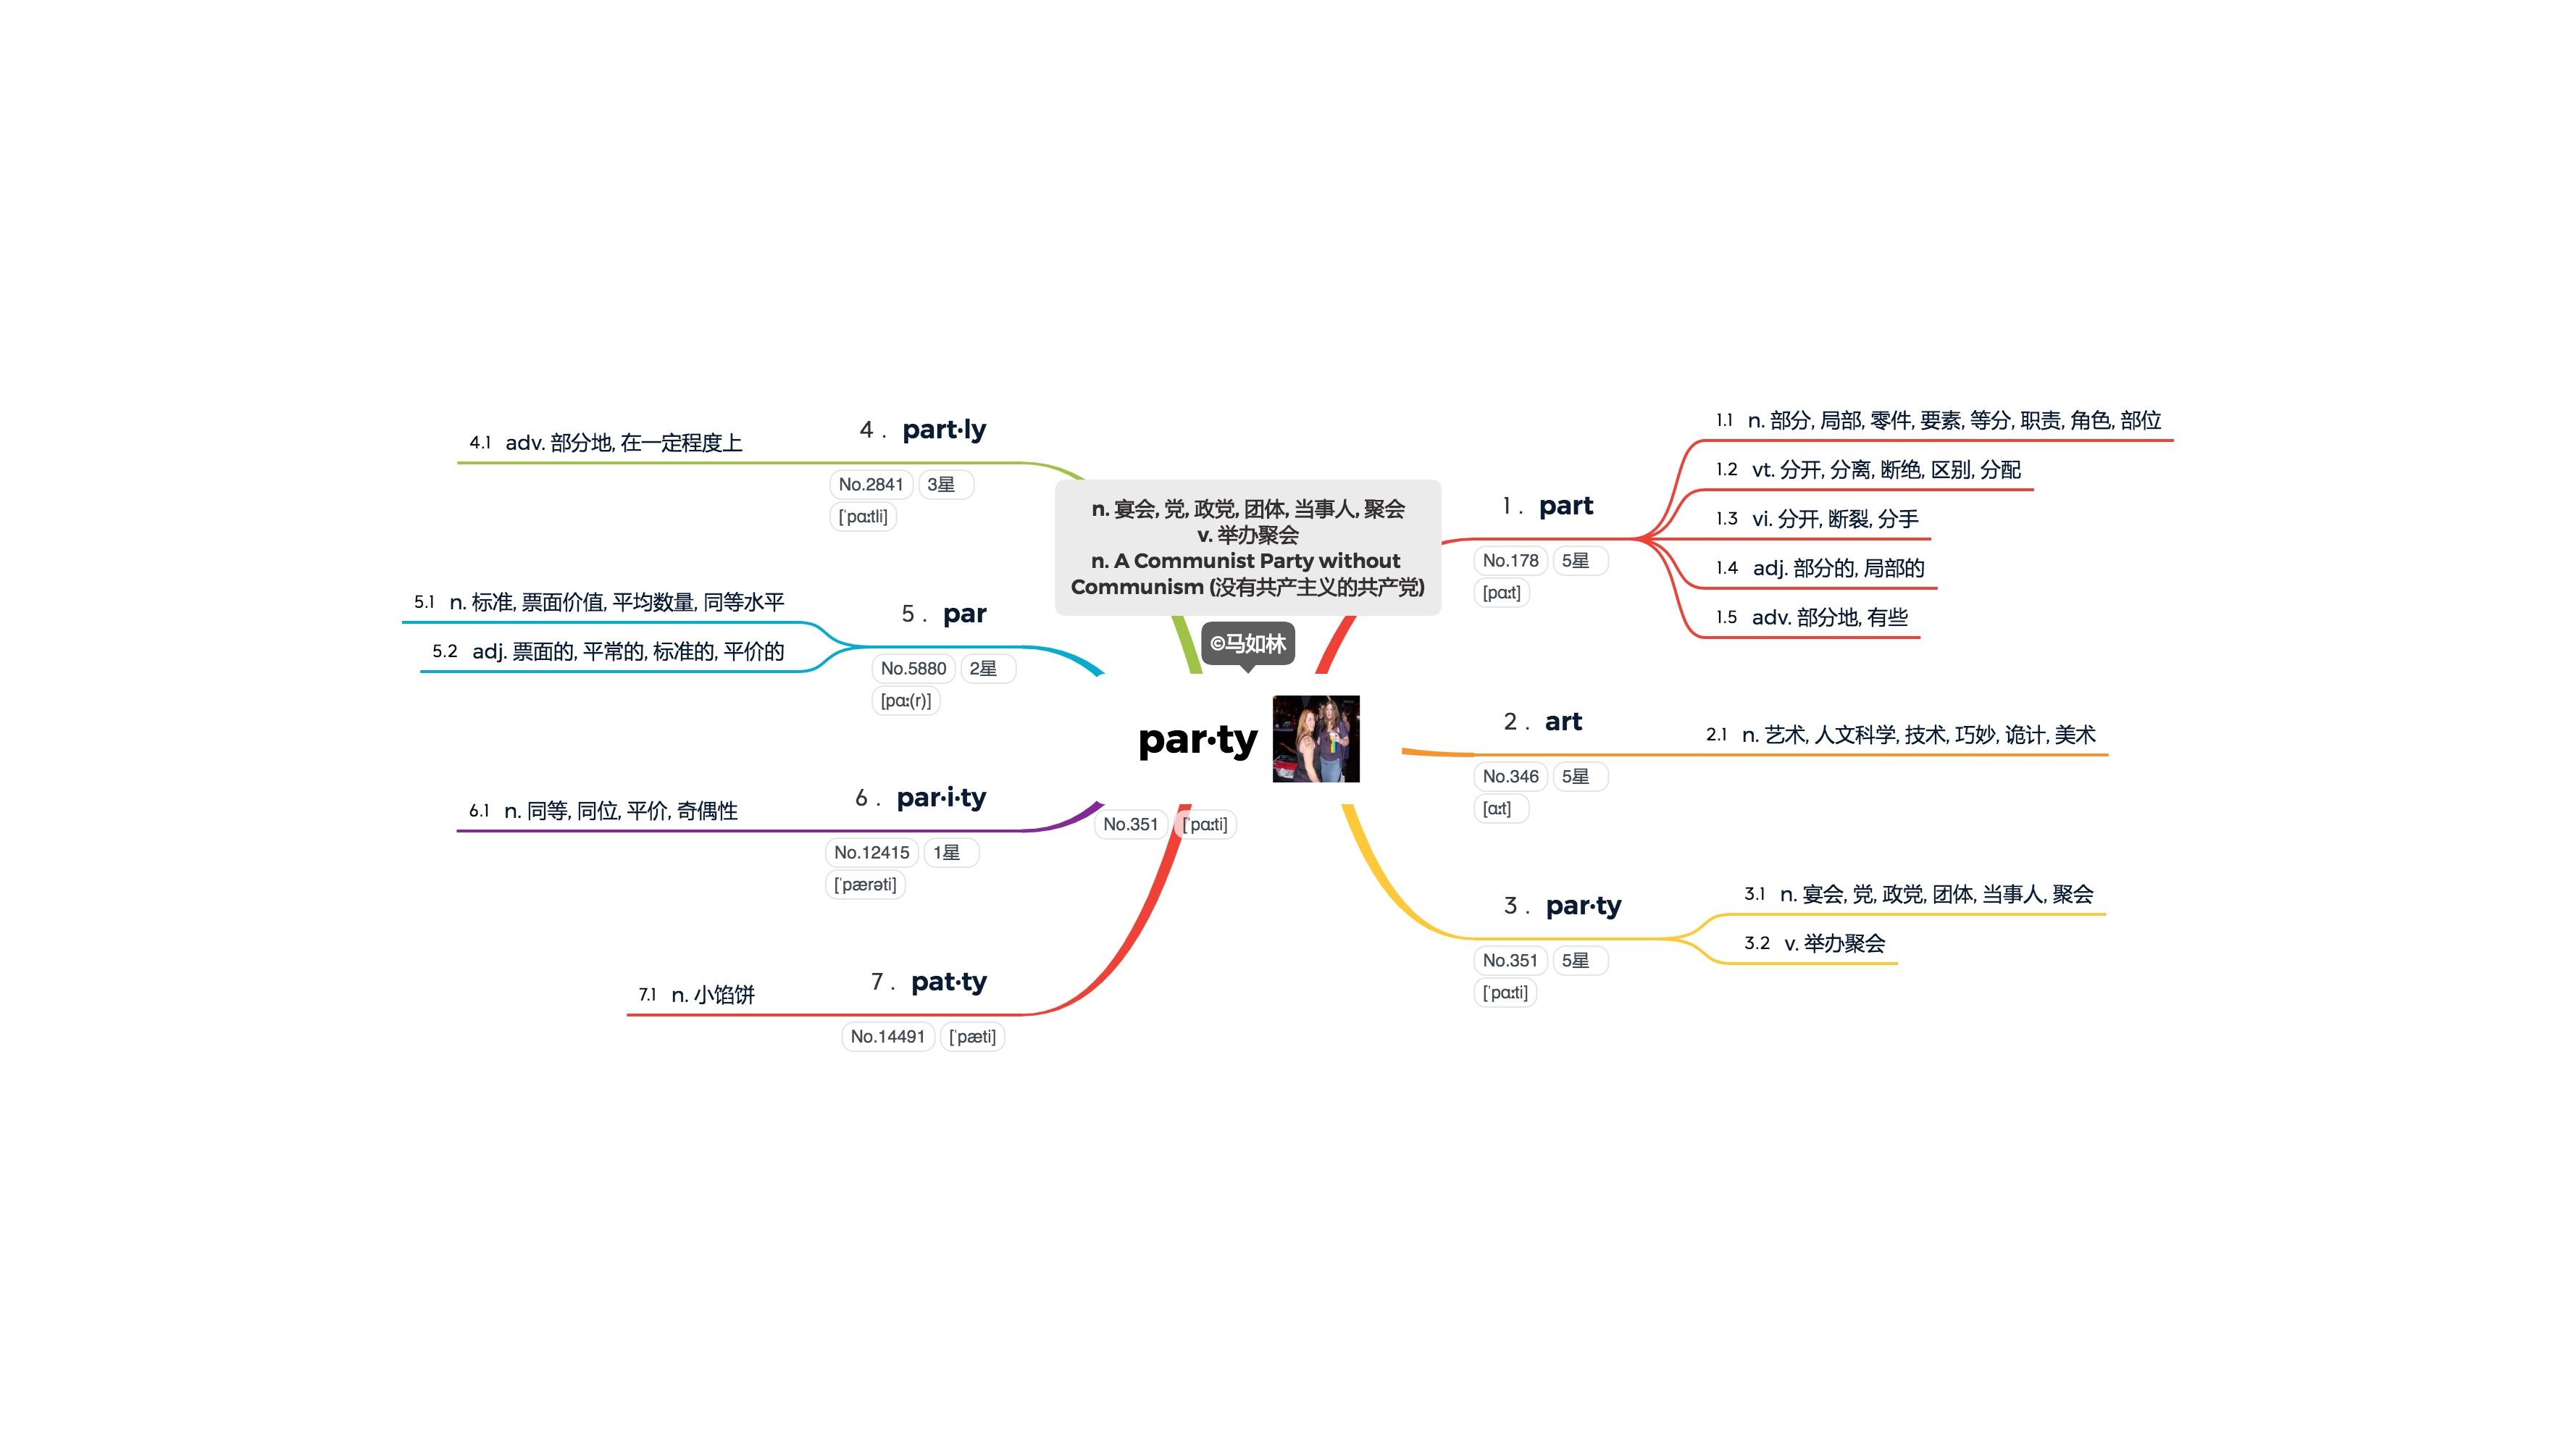 n. 宴会, 党, 政党, 团体, 当事人, 聚会
v. 举办聚会
n. A Communist Party without
Communism (没有共产主义的共产党)
©马如林
par·ty
No.351 [ˈpɑːti]
1. part
No.178 5星
[pɑːt]
1.1 n. 部分, 局部, 零件, 要素, 等分, 职责, 角色, 部位
1.2 vt. 分开, 分离, 断绝, 区别, 分配
1.3 vi. 分开, 断裂, 分手
1.4 adj. 部分的, 局部的
1.5 adv. 部分地, 有些
2. art
No.346 5星
[ɑːt]
2.1 n. 艺术, 人文科学, 技术, 巧妙, 诡计, 美术
3. par·ty
No.351 5星
[ˈpɑːti]
3.1 n. 宴会, 党, 政党, 团体, 当事人, 聚会
3.2 v. 举办聚会
4. part·ly
No.2841 3星
[ˈpɑːtli]
4.1 adv. 部分地, 在一定程度上
5. par
No.5880 2星
[pɑː(r)]
5.1 n. 标准, 票面价值, 平均数量, 同等水平
5.2 adj. 票面的, 平常的, 标准的, 平价的
6. par·i·ty
No.12415 1星
[ˈpærəti]
6.1 n. 同等, 同位, 平价, 奇偶性
7. pat·ty
No.14491 [ˈpæti]
7.1 n. 小馅饼